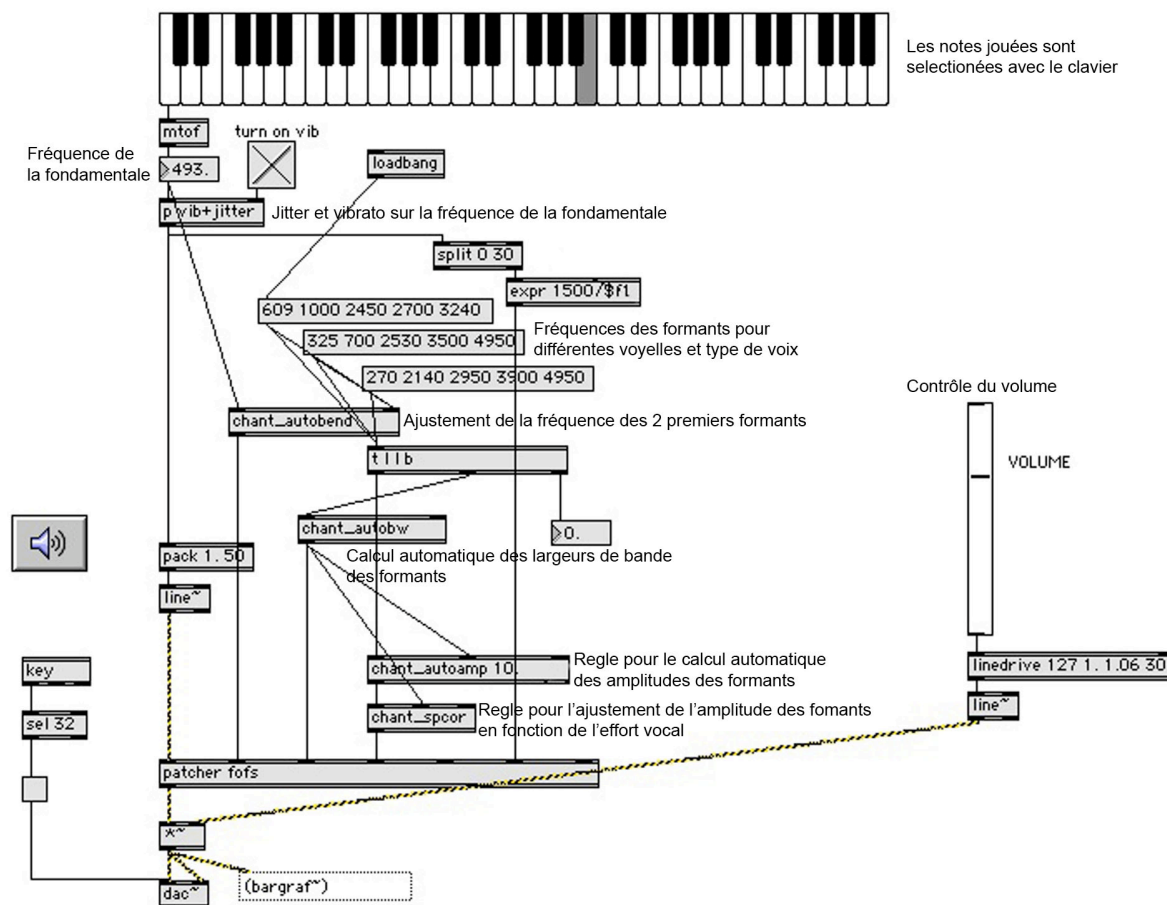 Les notes jouées sont
selectionées avec le clavier
mtof
turn on vib
Fréquence de
la fondamentale
493.
loadbang
p vib+jitter
Jitter et vibrato sur la fréquence de la fondamentale
split 0 30
expr 1500/$f1
609 1000 2450 2700 3240
325 700 2530 3500 4950
Fréquences des formants pour
différentes voyelles et type de voix
270 2140 2950 3900 4950
Contrôle du volume
chant_autobend
Ajustement de la fréquence des 2 premiers formants
t l l b
VOLUME
chant_autobw
0.
pack 1. 50
Calcul automatique des largeurs de bande
des formants
line~
key
chant_autoamp 10.
Regle pour le calcul automatique
des amplitudes des formants
linedrive 127 1. 1.06 30
sel 32
chant_spcor
Regle pour l'ajustement de l'amplitude des fomants
en fonction de l'effort vocal
line~
patcher fofs
*~
dac~
(bargraf~)